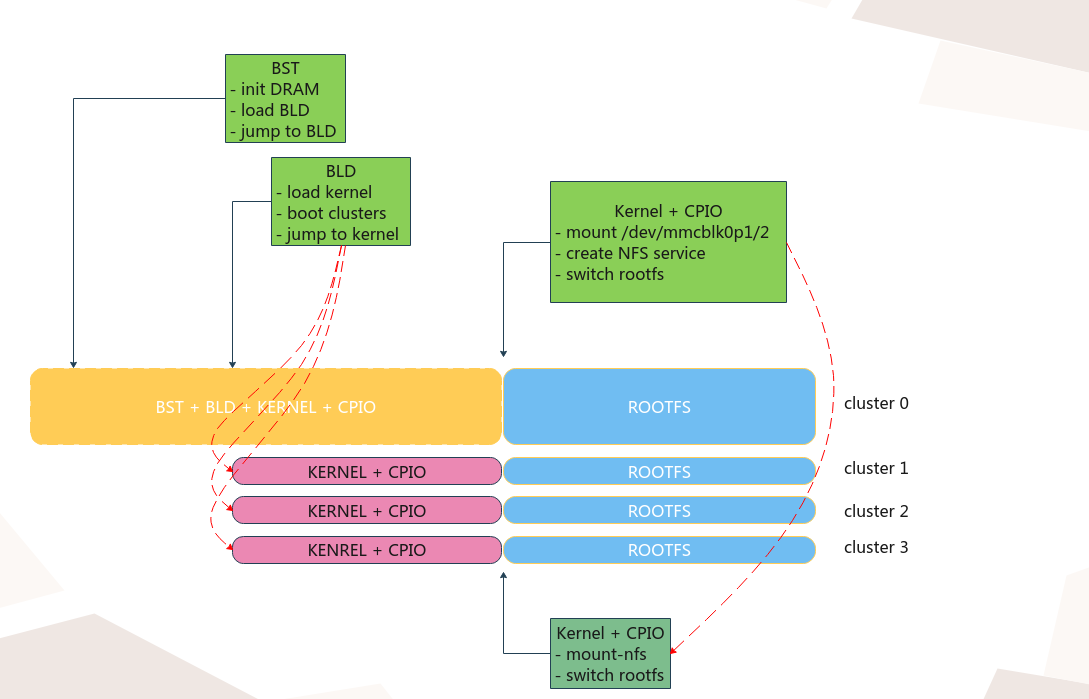 BST
- init DRAM
- load BLD
- jump to BLD
BLD
- load kernel
- boot clusters
- jump to kernel
Kernel + CPIO
- mount /dev/mmcblk0p1/2
- create NFS service
- switch rootfs
BST + BLD + KERNEL + CPIO
ROOTFS
cluster 0
KERNEL + CPIO
ROOTFS
cluster 1
KERNEL + CPIO
ROOTFS
cluster 2
KENREL + CPIO
ROOTFS
cluster 3
Kernel + CPIO
- mount-nfs
- switch rootfs